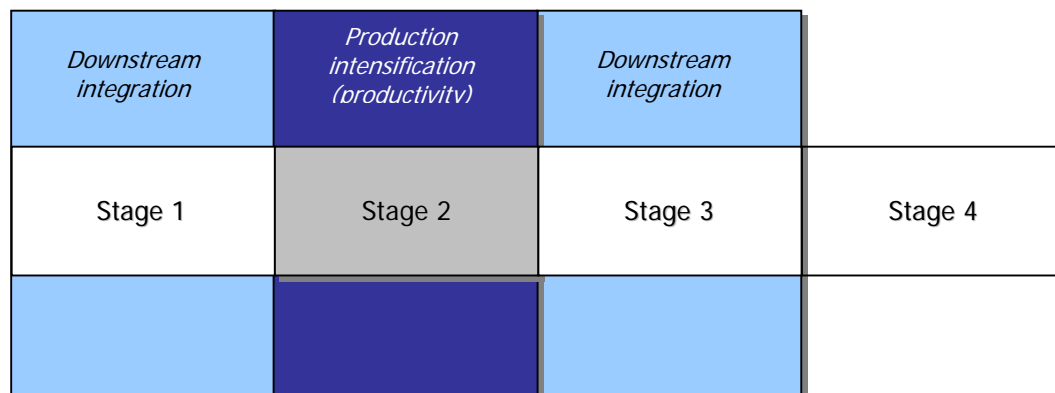 Downstream
integration
Production
intensification
(productivity)
Downstream
integration
Stage 1
Stage 2
Stage 3
Stage 4